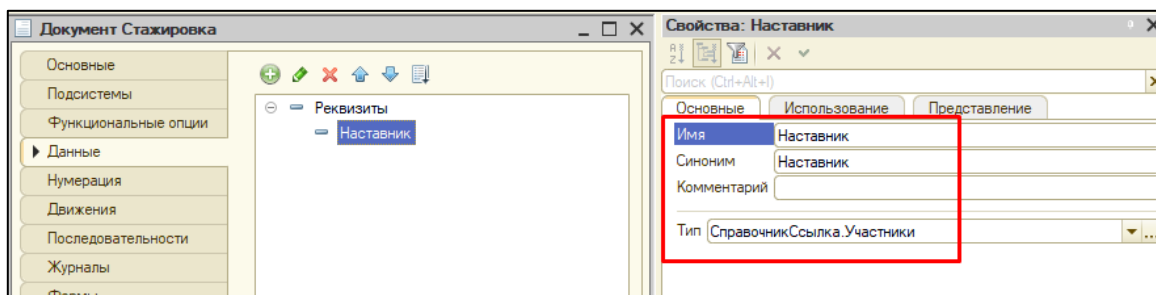 Документ Стажировка
Основные
Подсистемы
Функциональные опции
Данные
Нумерация
Движения
Последовательности
Журналы
Формы
Реквизиты
Наставник
Свойства: Наставник
Поиск (Ctrl+Alt+I)
Основные Использование Представление
Имя Наставник
Синоним Наставник
Комментарий
Тип СправочникСсылка.Участники